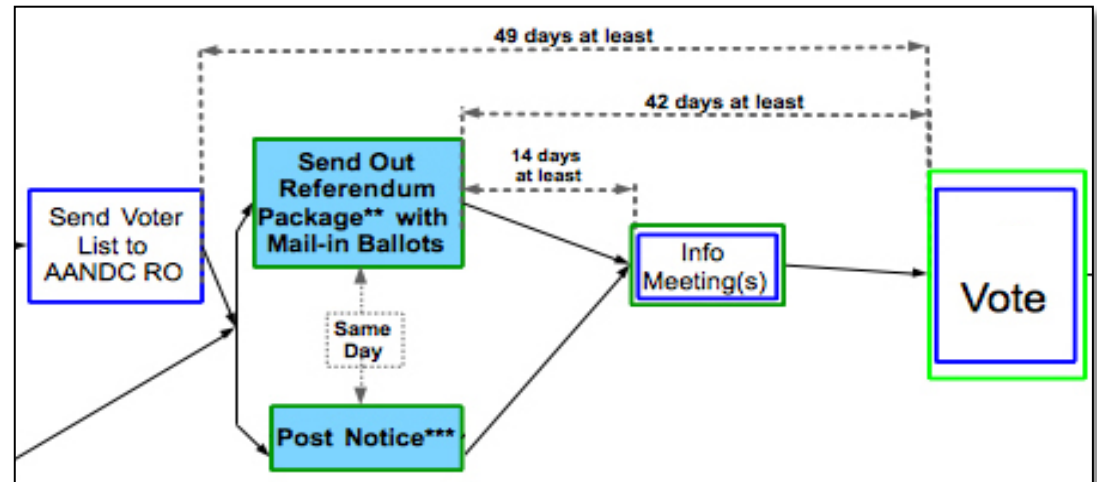 49 days at least
42 days at least
14 days
at least
Send Out
Referendum
Package** with
Mail-in Ballots
Send Voter
List to
AANDC RO
Info
Meeting(s)
Vote
Same
Day
Post Notice***